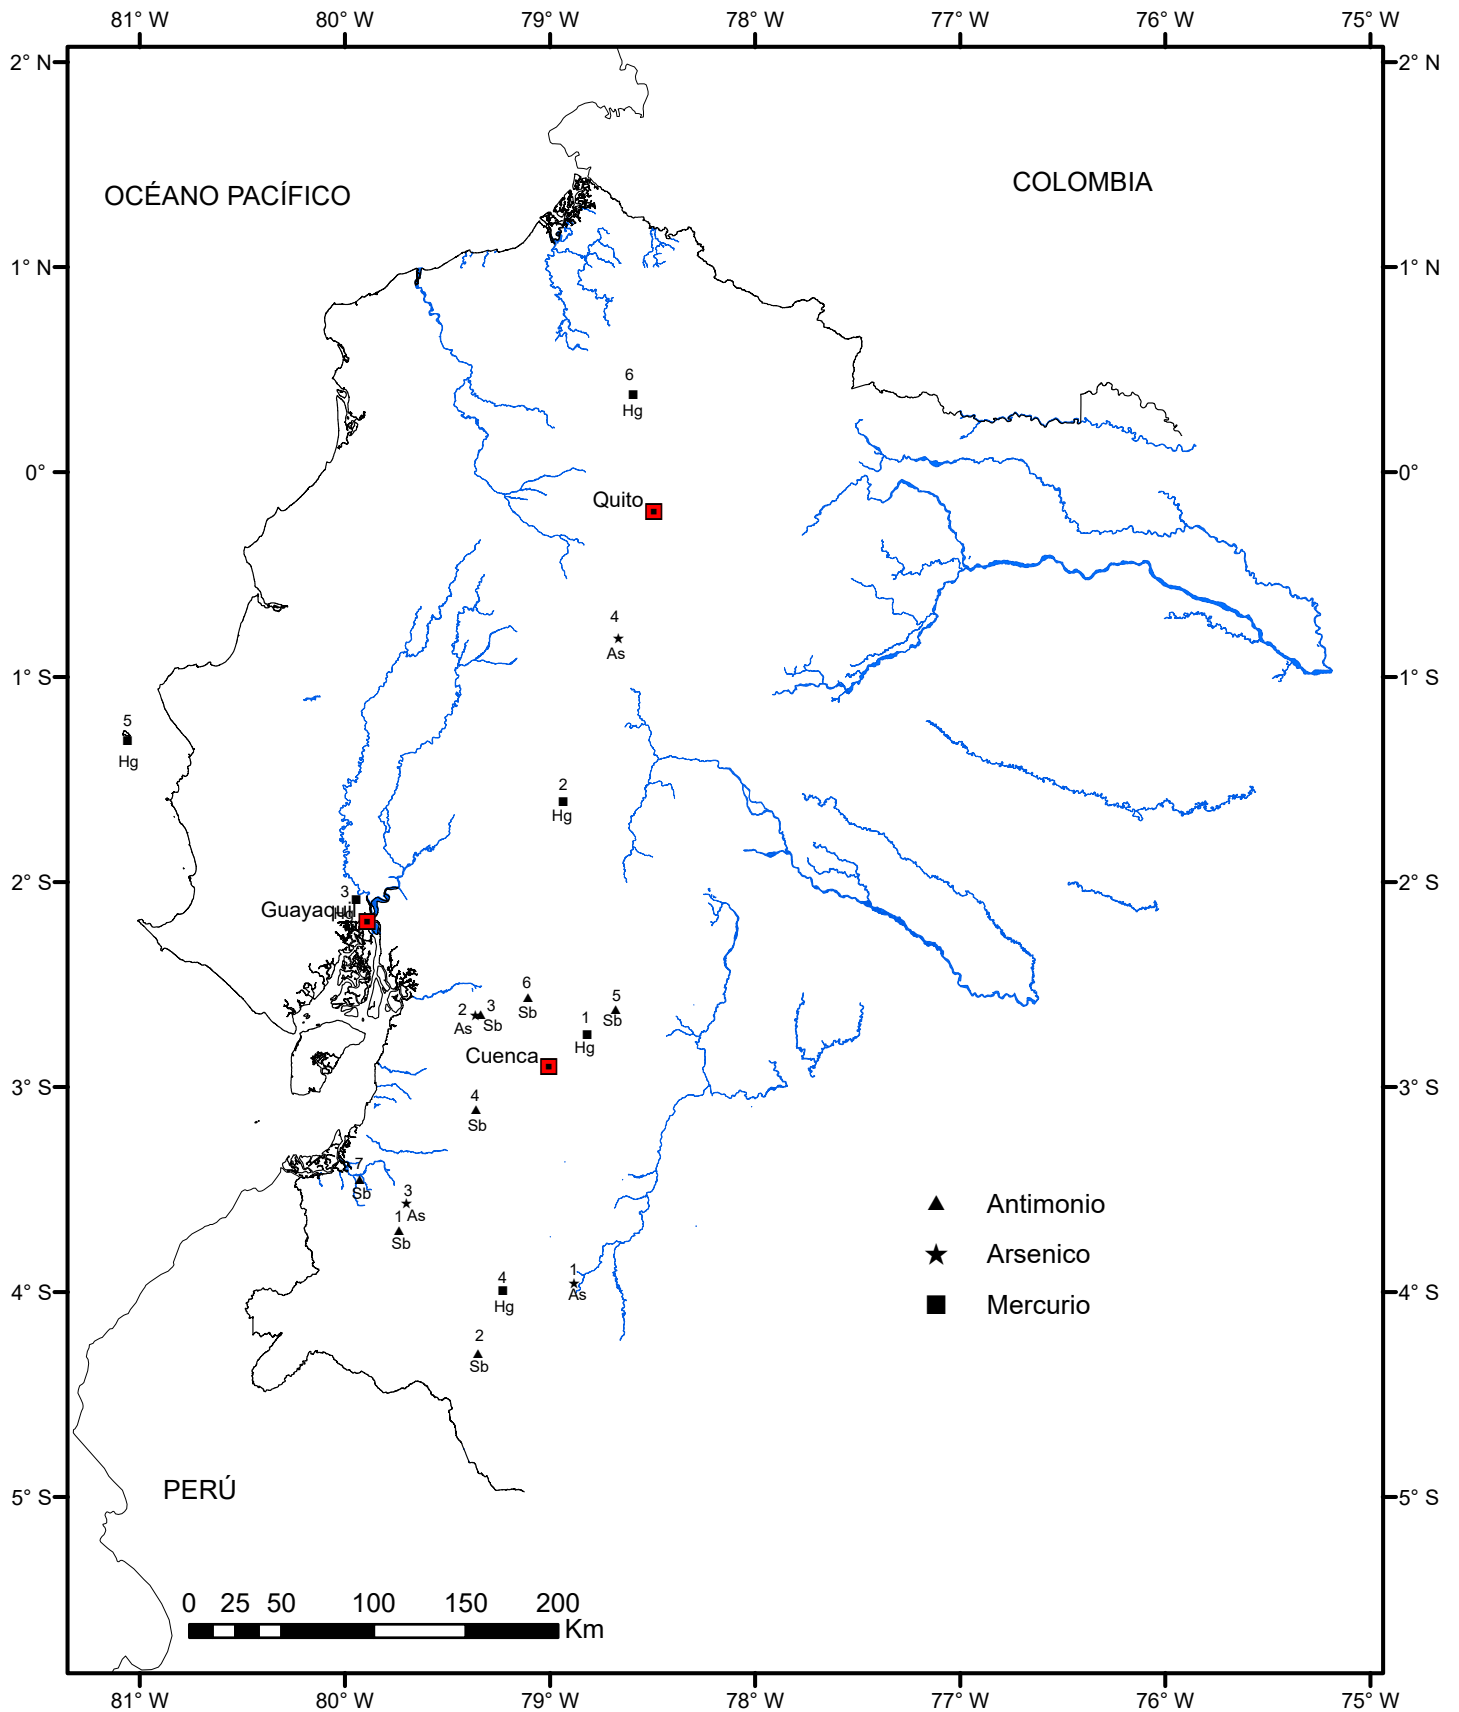 81° W 80° W 79° W 78° W 77° W 76° W 75° W
2° N 2° N
OCÉANO PACÍFICO COLOMBIA
1° N 1° N
6
Hg
0° 0°
Quito
4
As
1° S 1° S
5
Hg
2
Hg
2° S 2° S
3
Guayaquil
Hg
6
Sb
5
Sb
2
As
3
Sb
1
Hg
Cuenca
3° S 3° S
4
Sb
7
Sb
3
As
1
Sb
Antimonio
Arsenico
Mercurio
4° S 4° S
4
Hg
1
As
2
Sb
PERÚ
5° S 5° S
0 25 50 100 150 200
Km
81° W 80° W 79° W 78° W 77° W 76° W 75° W